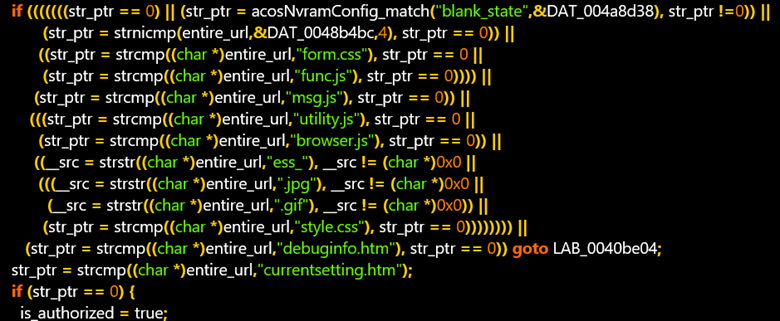 if (((((((str_ptr == 0) || (str_ptr = acosNvramConfig_match("blank_state",&DAT_004a8d38), str_ptr !=0)) ||
(str_ptr = strnicmp(entire_url,&DAT_0048b4bc,4), str_ptr == 0)) ||
((str_ptr = strcmp((char *)entire_url,"form.css"), str_ptr == 0 ||
(str_ptr = strcmp((char *)entire_url,"func.js"), str_ptr == 0)))) ||
(str_ptr = strcmp((char *)entire_url,"msg.js"), str_ptr == 0)) ||
(((str_ptr = strcmp((char *)entire_url,"utility.js"), str_ptr == 0 ||
(str_ptr = strcmp((char *)entire_url,"browser.js"), str_ptr == 0)) ||
((__src = strstr((char *)entire_url,"ess_"), __src != (char *)0x0 ||
(((__src = strstr((char *)entire_url,".jpg"), __src != (char *)0x0 ||
(__src = strstr((char *)entire_url,".gif"), __src != (char *)0x0)) ||
(str_ptr = strcmp((char *)entire_url,"style.css"), str_ptr == 0)))))))) ||
(str_ptr = strcmp((char *)entire_url,"debuginfo.htm"), str_ptr == 0)) goto LAB_0040be04;
str_ptr = strcmp((char *)entire_url,"currentsetting.htm");
if (str_ptr == 0) {
is_authorized = true;